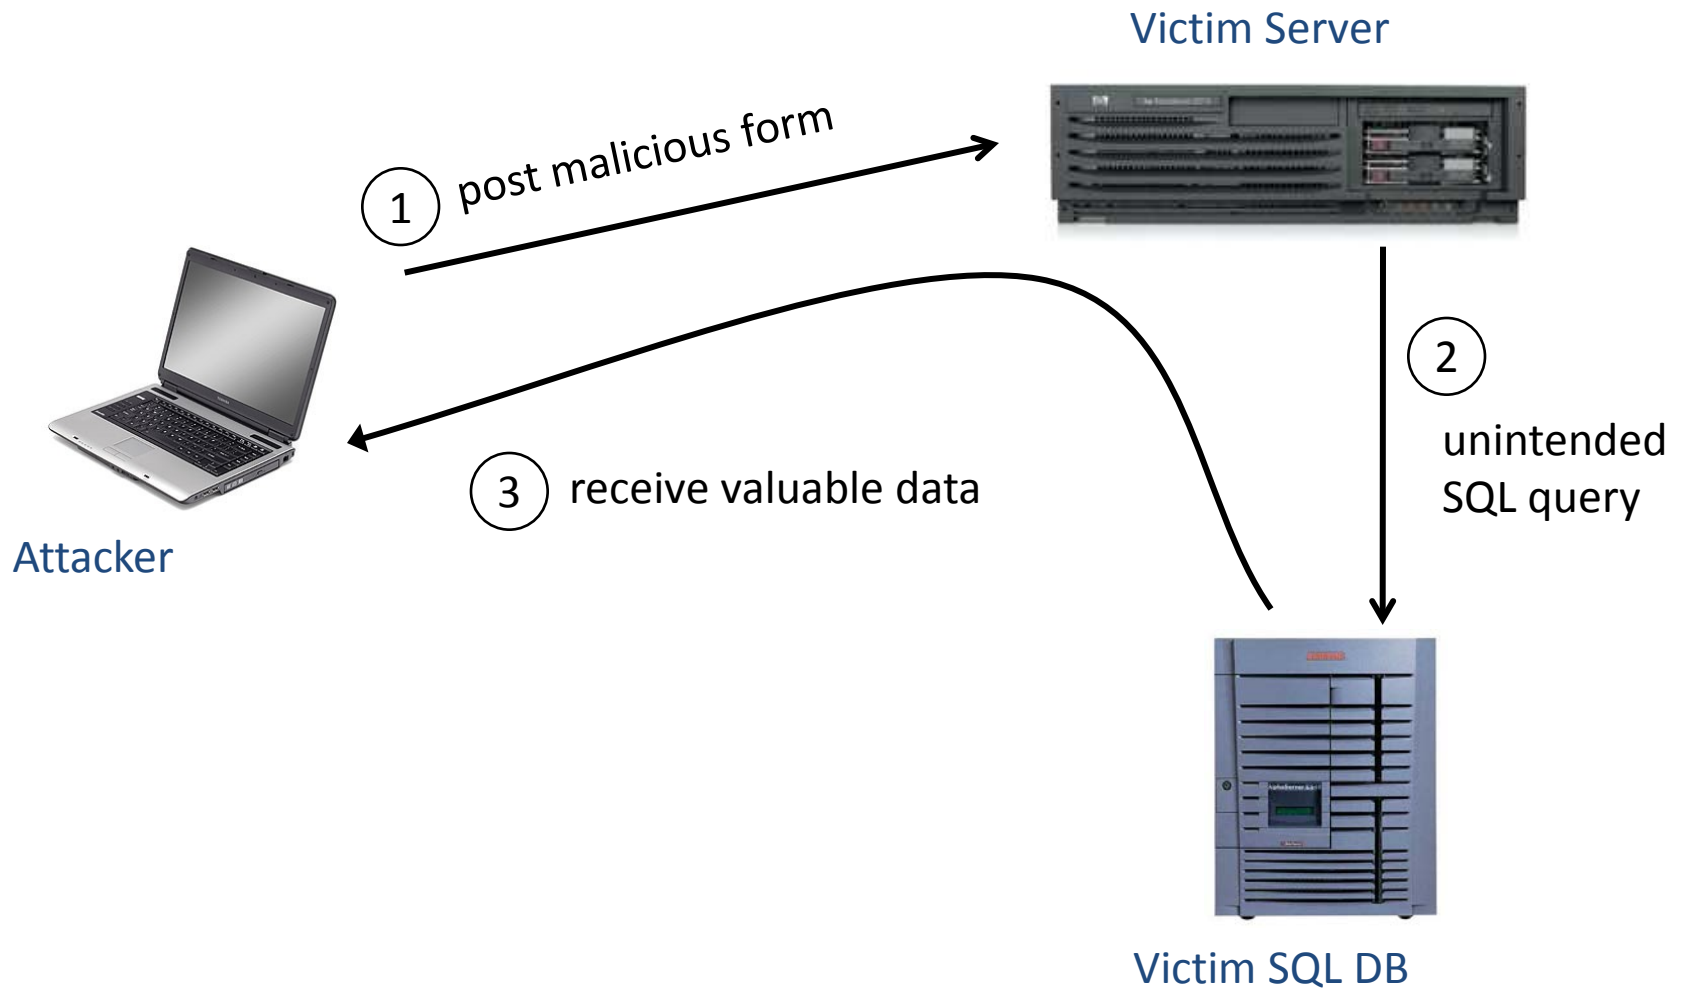 Victim Server
1 post malicious form
2
unintended
SQL query
3 receive valuable data
Attacker
Victim SQL DB